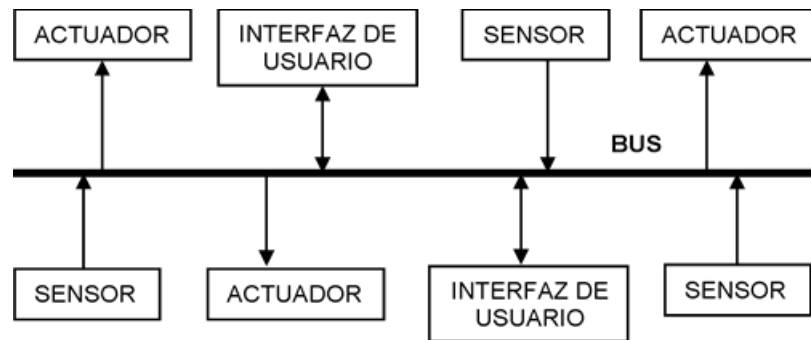 ACTUADOR
INTERFAZ DE
USUARIO
SENSOR
ACTUADOR
BUS
SENSOR
ACTUADOR
INTERFAZ DE
USUARIO
SENSOR